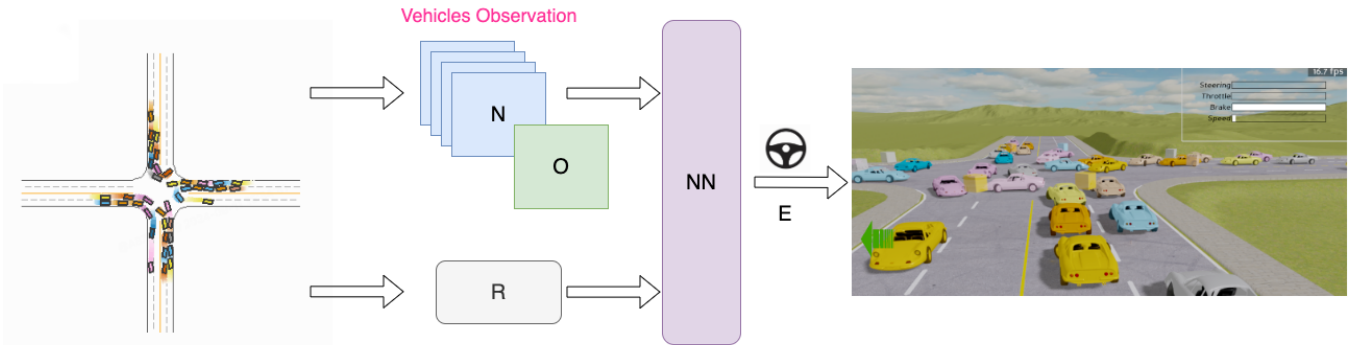 Vehicles Observation
N
O
R
NN
E
16.7 fps
Steering
Throttle
Brake
Speed